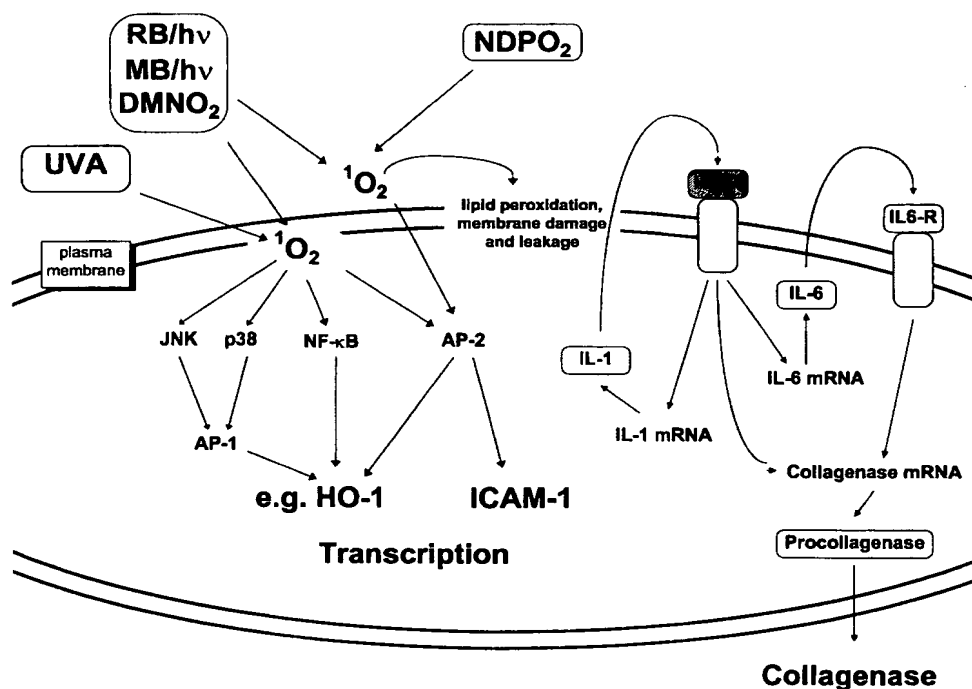 RB/hν
MB/hν
DMNO₂
NDPO₂
UVA
¹O₂
lipid peroxidation,
membrane damage
and leakage
IL6-R
plasma
membrane
¹O₂
IL-6
JNK
p38
NF-κB
AP-2
IL-1
IL-6 mRNA
AP-1
IL-1 mRNA
Collagenase mRNA
e.g. HO-1
ICAM-1
Transcription
Procollagenase
Collagenase